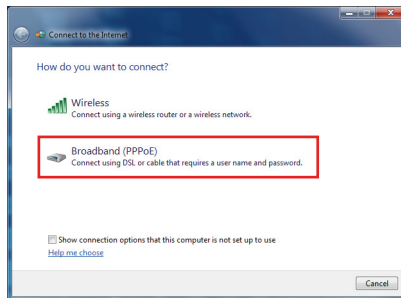 Connect to the Internet
How do you want to connect?
Wireless
Connect using a wireless router or a wireless network.
Broadband (PPPoE)
Connect using DSL or cable that requires a user name and password.
Show connection options that this computer is not set up to use
Help me choose
Cancel